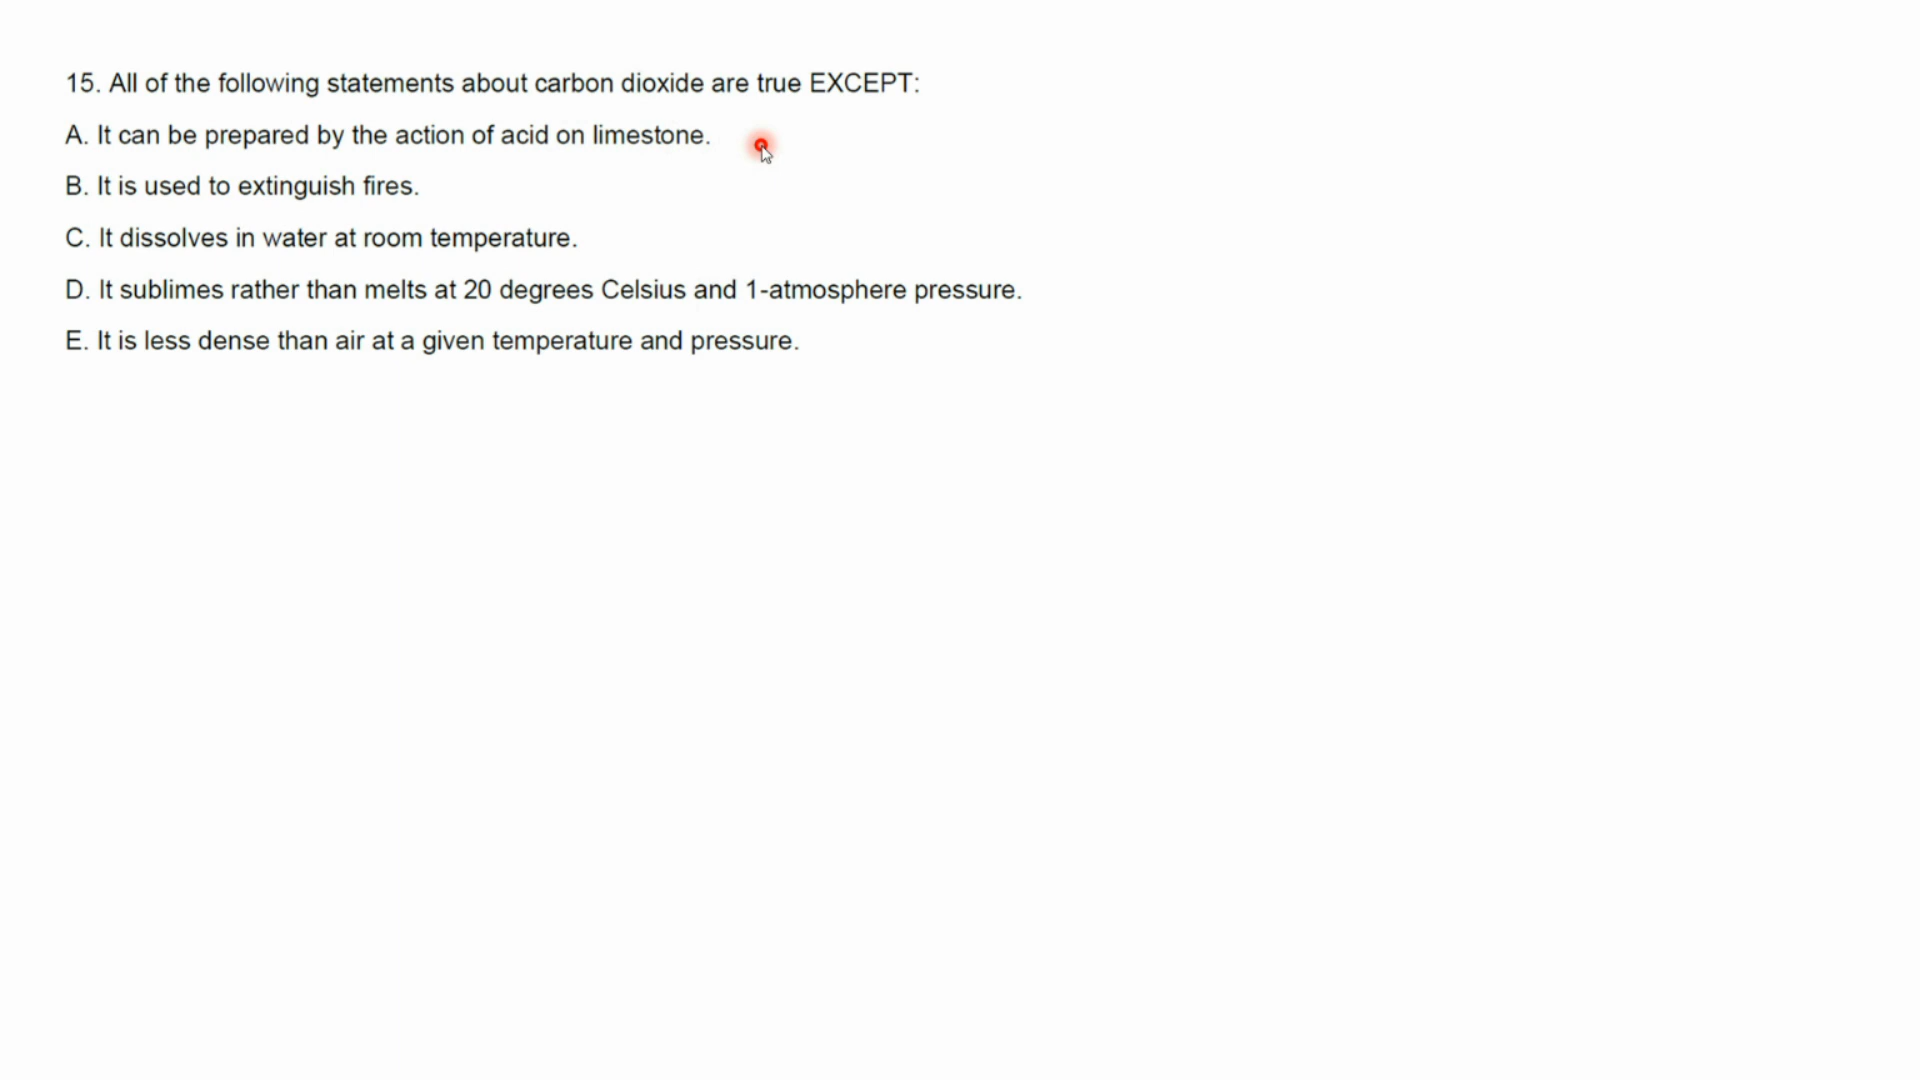 15. All of the following statements about carbon dioxide are true EXCEPT:
A. It can be prepared by the action of acid on limestone.
B. It is used to extinguish fires.
C. It dissolves in water at room temperature.
D. It sublimes rather than melts at 20 degrees Celsius and 1-atmosphere pressure.
E. It is less dense than air at a given temperature and pressure.